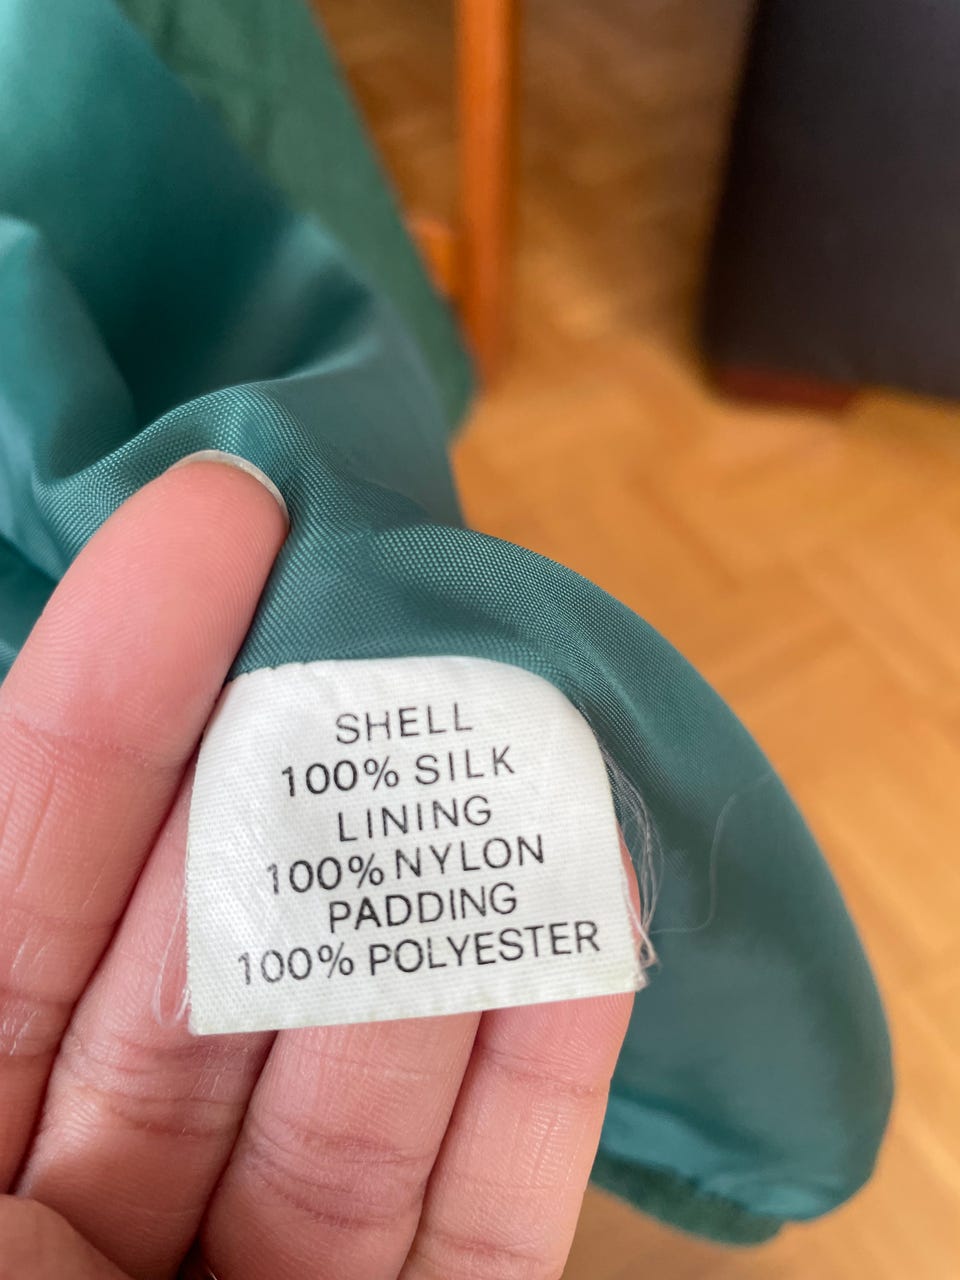 SHELL
100% SILK
LINING
100% NYLON
PADDING
100% POLYESTER